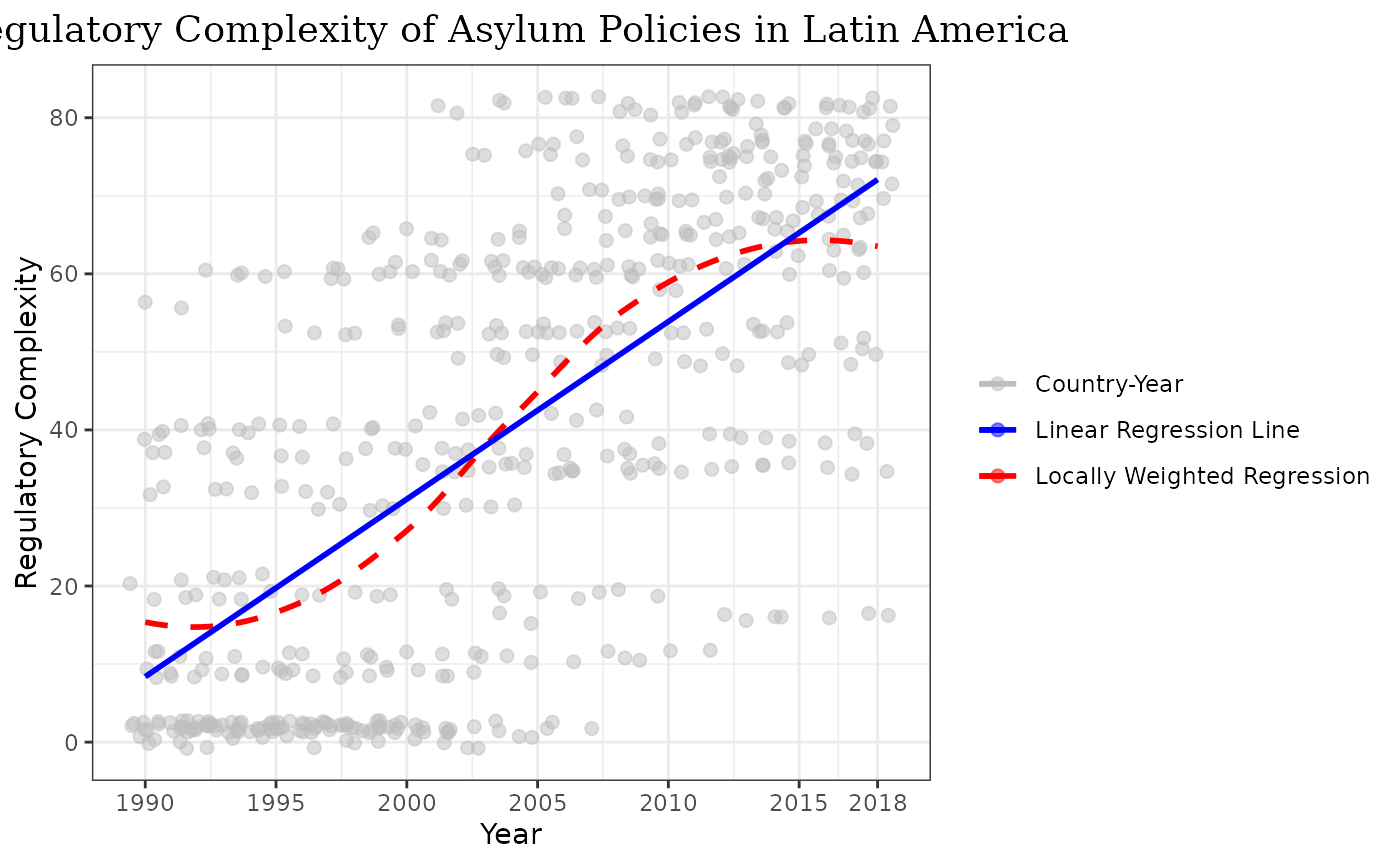 egulatory Complexity of Asylum Policies in Latin America
Regulatory Complexity
80
60
40
20
0
1990 1995 2000 2005 2010 2015 2018
Year
Country-Year
Linear Regression Line
Locally Weighted Regression